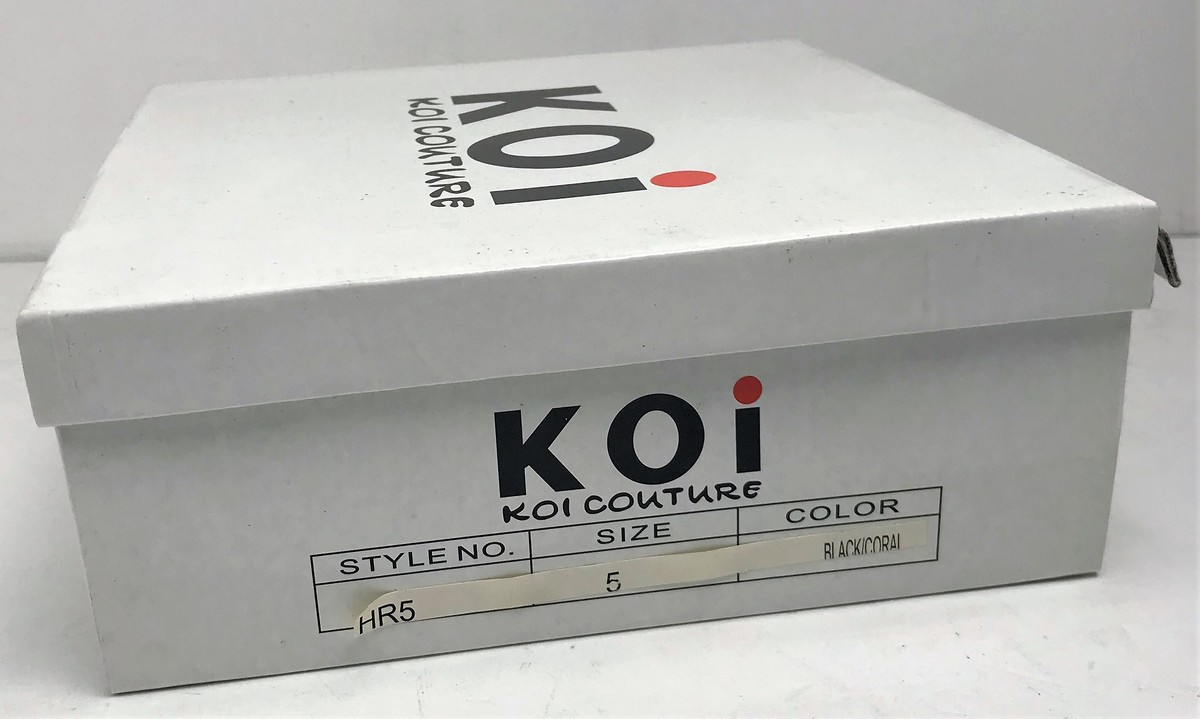 KOi
KOI COUTURE
KOi
KOI COUTURE
STYLE NO. SIZE COLOR
HR5 5 BLACK/CORAL